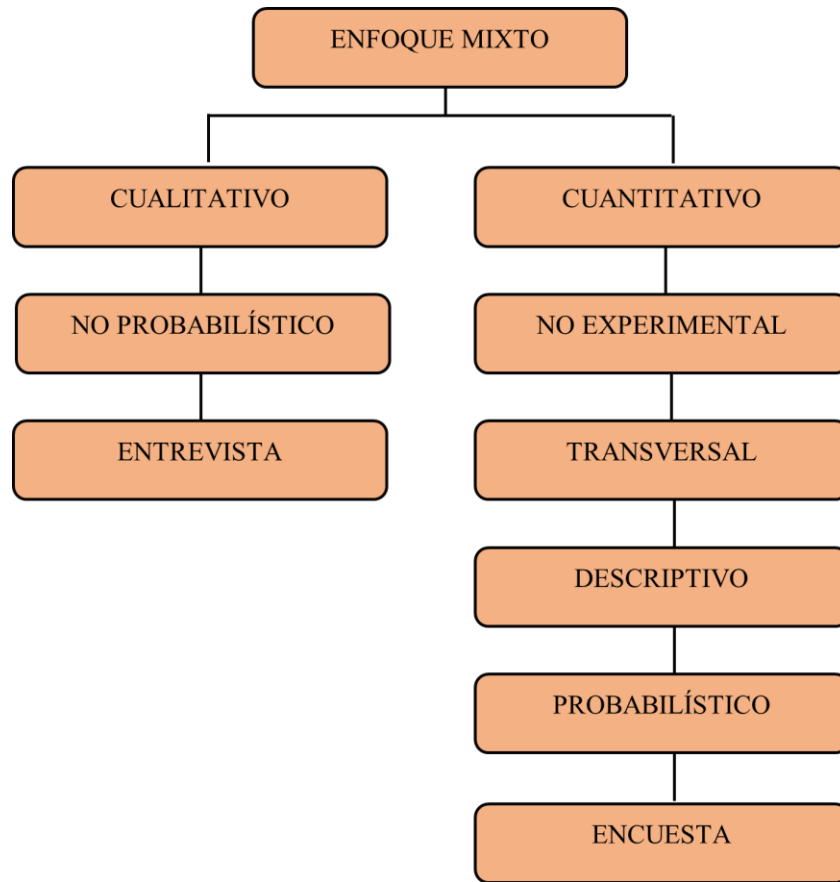 ENFOQUE MIXTO
CUALITATIVO
CUANTITATIVO
NO PROBABILÍSTICO
NO EXPERIMENTAL
ENTREVISTA
TRANSVERSAL
DESCRIPTIVO
PROBABILÍSTICO
ENCUESTA